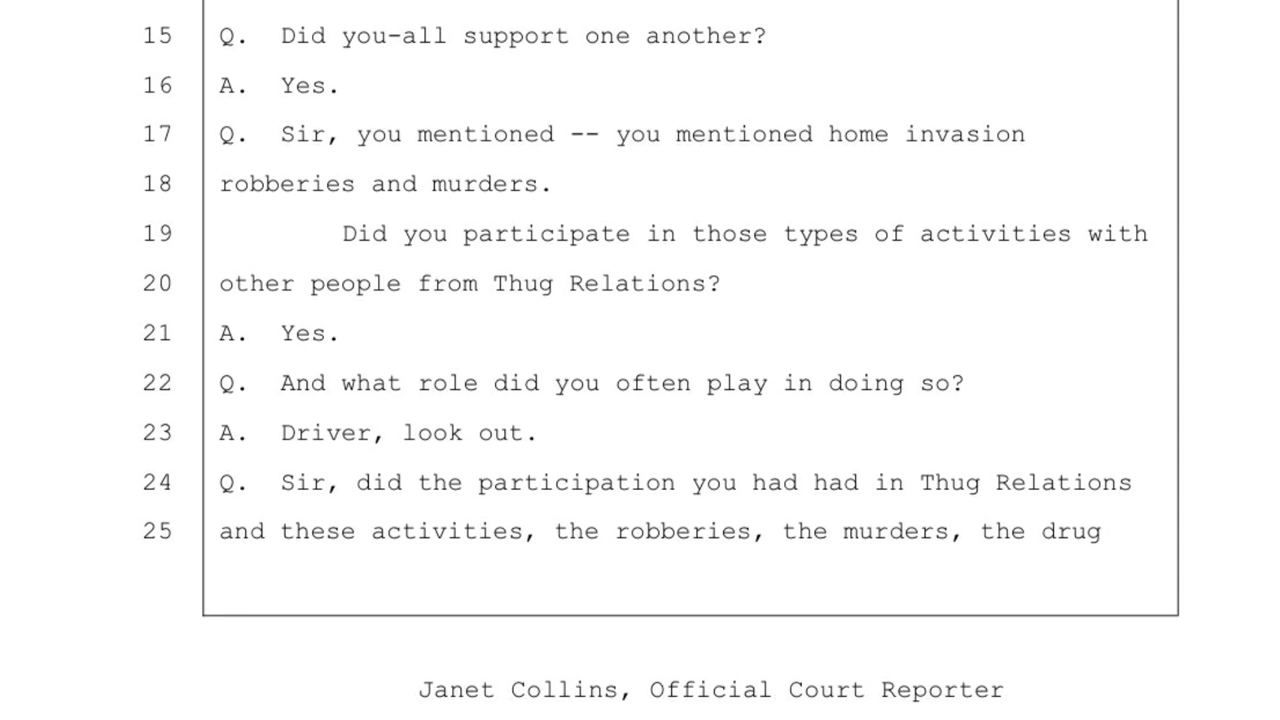 15 Q. Did you-all support one another?
16 A. Yes.
17 Q. Sir, you mentioned -- you mentioned home invasion
18 robberies and murders.
19 Did you participate in those types of activities with
20 other people from Thug Relations?
21 A. Yes.
22 Q. And what role did you often play in doing so?
23 A. Driver, look out.
24 Q. Sir, did the participation you had had in Thug Relations
25 and these activities, the robberies, the murders, the drug
Janet Collins, Official Court Reporter